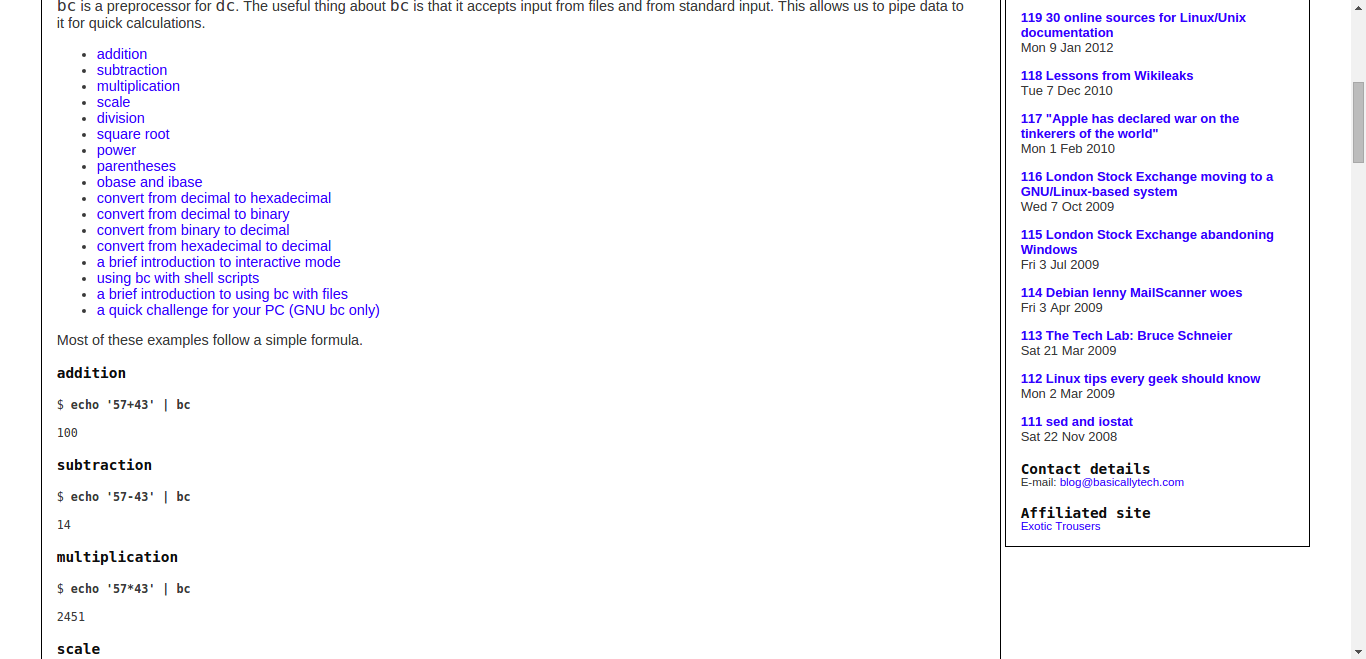 bc is a preprocessor for dc. The useful thing about bc is that it accepts input from files and from standard input. This allows us to pipe data to
it for quick calculations.
addition
subtraction
multiplication
scale
division
square root
power
parentheses
obase and ibase
convert from decimal to hexadecimal
convert from decimal to binary
convert from binary to decimal
convert from hexadecimal to decimal
a brief introduction to interactive mode
using bc with shell scripts
a brief introduction to using bc with files
a quick challenge for your PC (GNU bc only)
Most of these examples follow a simple formula.
addition
$ echo '57+43' | bc
100
subtraction
$ echo '57-43' | bc
14
multiplication
$ echo '57*43' | bc
2451
scale
119 30 online sources for Linux/Unix
documentation
Mon 9 Jan 2012
118 Lessons from Wikileaks
Tue 7 Dec 2010
117 "Apple has declared war on the
tinkerers of the world"
Mon 1 Feb 2010
116 London Stock Exchange moving to a
GNU/Linux-based system
Wed 7 Oct 2009
115 London Stock Exchange abandoning
Windows
Fri 3 Jul 2009
114 Debian lenny MailScanner woes
Fri 3 Apr 2009
113 The Tech Lab: Bruce Schneier
Sat 21 Mar 2009
112 Linux tips every geek should know
Mon 2 Mar 2009
111 sed and iostat
Sat 22 Nov 2008
Contact details
E-mail: blog@basicallytech.com
Affiliated site
Exotic Trousers